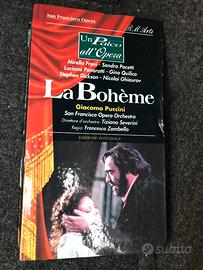 San Francisco Opera
R.M. Arts
Un Palco
all'Opera
Mirella Freni - Sandra Pacetti
Luciano Pavarotti - Gino Quilico
Stephen Dickson - Nicolai Ghiaurov
La Bohème
Giacomo Puccini
San Francisco Opera Orchestra
Direttore d'orchestra: Tiziano Severini
Regia: Francesca Zambello
EDIZIONE INTEGRALE
subito